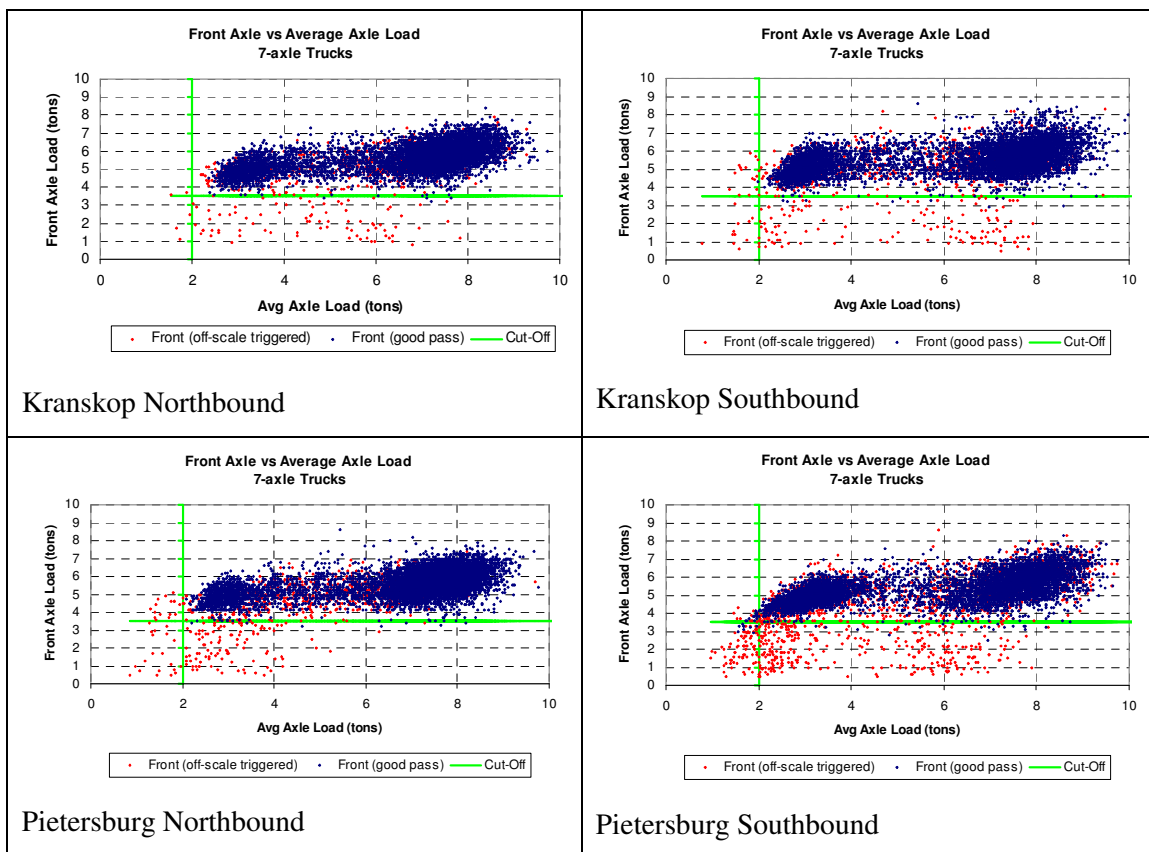 Front Axle vs Average Axle Load
7-axle Trucks
Front Axle Load (tons)
10
9
8
7
6
5
4
3
2
1
0
0 2 4 6 8 10
Avg Axle Load (tons)
Front (off-scale triggered) Front (good pass) Cut-Off
Kranskop Northbound
Front Axle vs Average Axle Load
7-axle Trucks
Front Axle Load (tons)
10
9
8
7
6
5
4
3
2
1
0
0 2 4 6 8 10
Avg Axle Load (tons)
Front (off-scale triggered) Front (good pass) Cut-Off
Kranskop Southbound
Front Axle vs Average Axle Load
7-axle Trucks
Front Axle Load (tons)
10
9
8
7
6
5
4
3
2
1
0
0 2 4 6 8 10
Avg Axle Load (tons)
Front (off-scale triggered) Front (good pass) Cut-Off
Pietersburg Northbound
Front Axle vs Average Axle Load
7-axle Trucks
Front Axle Load (tons)
10
9
8
7
6
5
4
3
2
1
0
0 2 4 6 8 10
Avg Axle Load (tons)
Front (off-scale triggered) Front (good pass) Cut-Off
Pietersburg Southbound